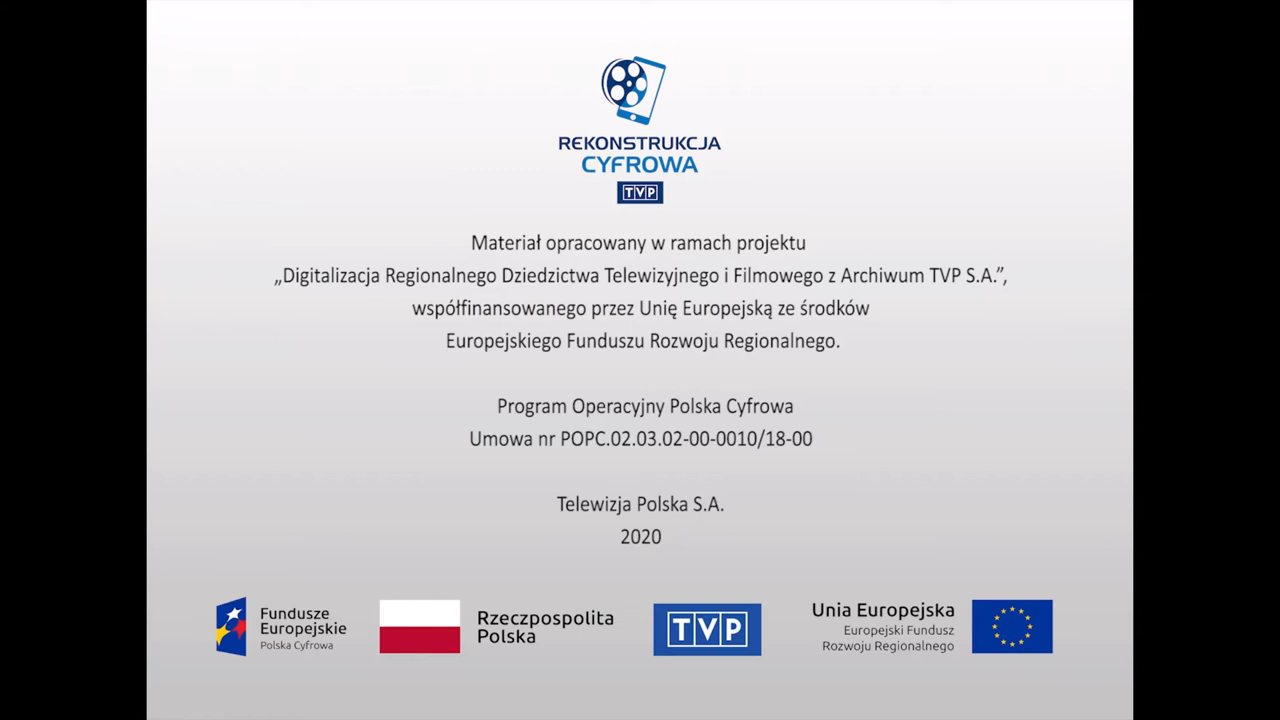 REKONSTRUKCJA
CYFROWA
TVP
Materiał opracowany w ramach projektu
„Digitalizacja Regionalnego Dziedzictwa Telewizyjnego i Filmowego z Archiwum TVP S.A.”,
współfinansowanego przez Unię Europejską ze środków
Europejskiego Funduszu Rozwoju Regionalnego.
Program Operacyjny Polska Cyfrowa
Umowa nr POPC.02.03.02-00-0010/18-00
Telewizja Polska S.A.
2020
Fundusze
Europejskie
Polska Cyfrowa
Rzeczpospolita
Polska
TVP
Unia Europejska
Europejski Fundusz
Rozwoju Regionalnego